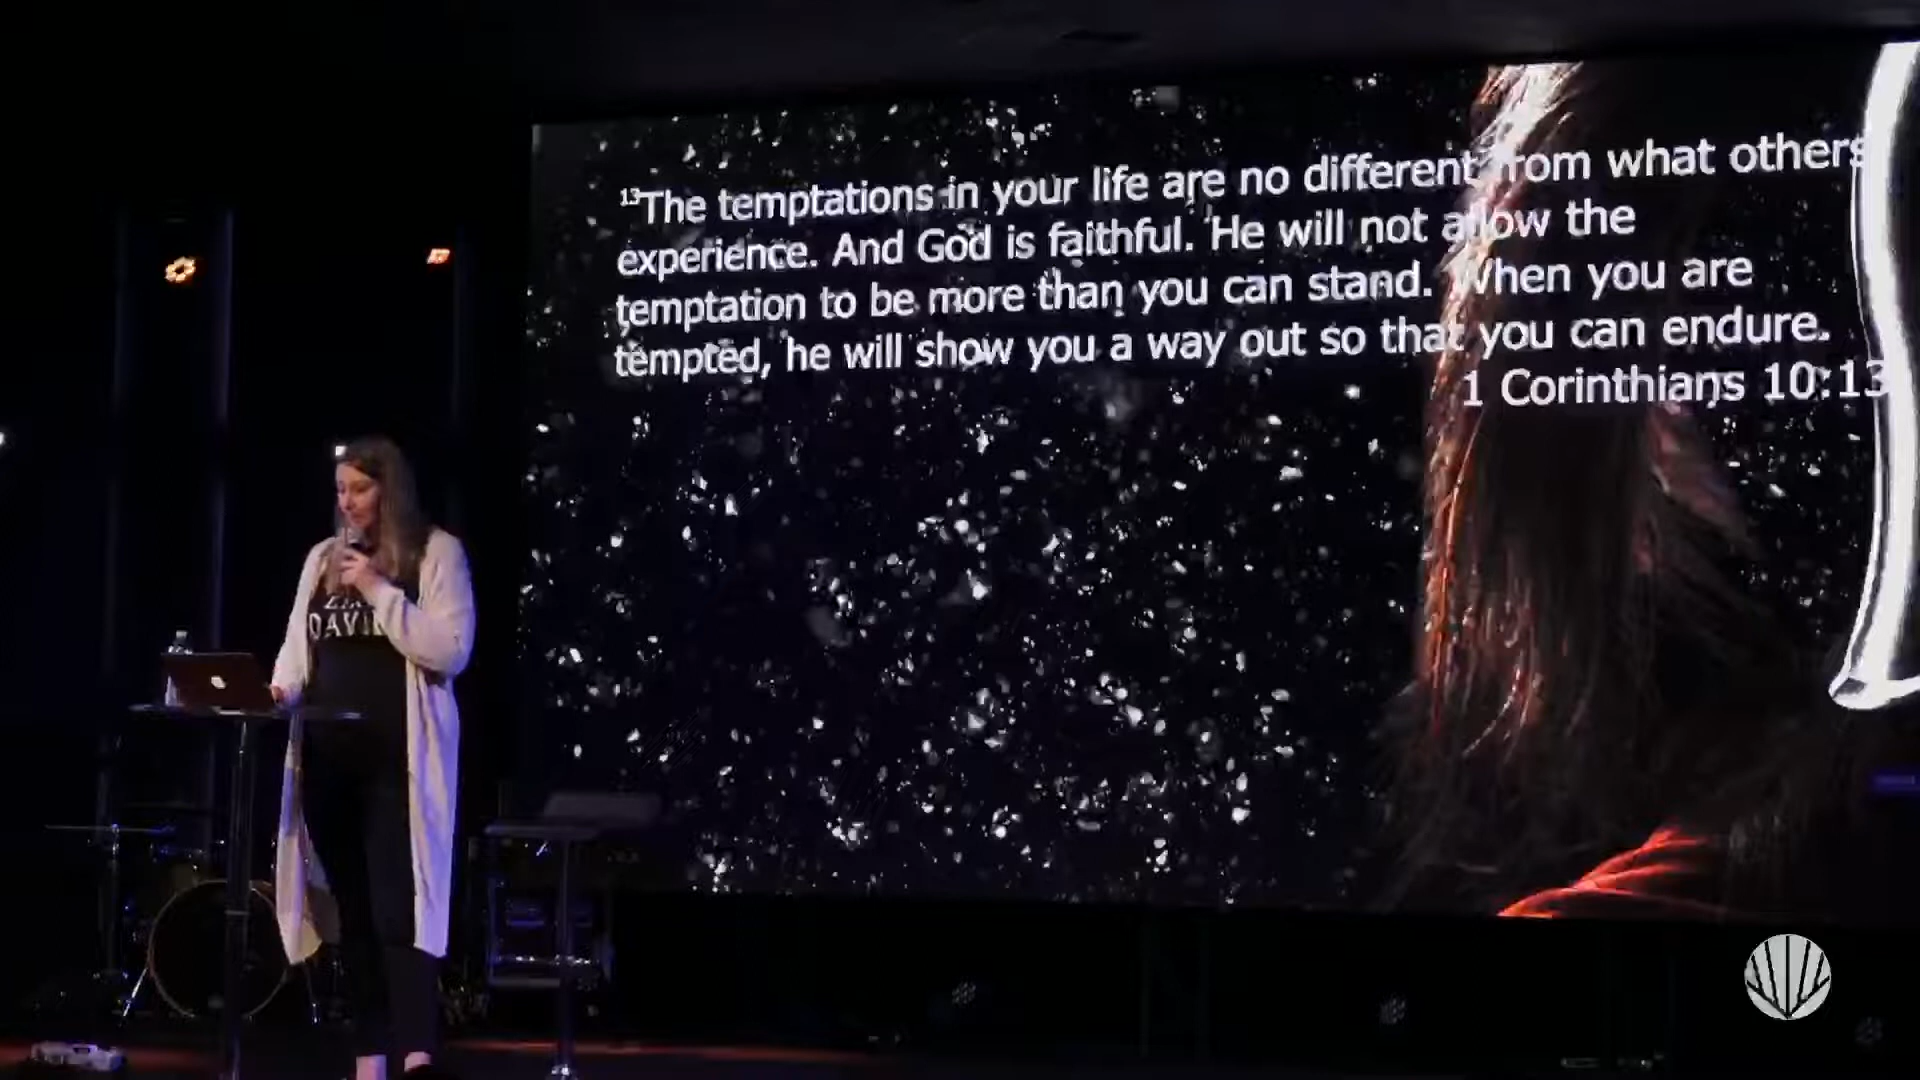 ¹³The temptations in your life are no different from what others
experience. And God is faithful. He will not allow the
temptation to be more than you can stand. When you are
tempted, he will show you a way out so that you can endure.
1 Corinthians 10:13